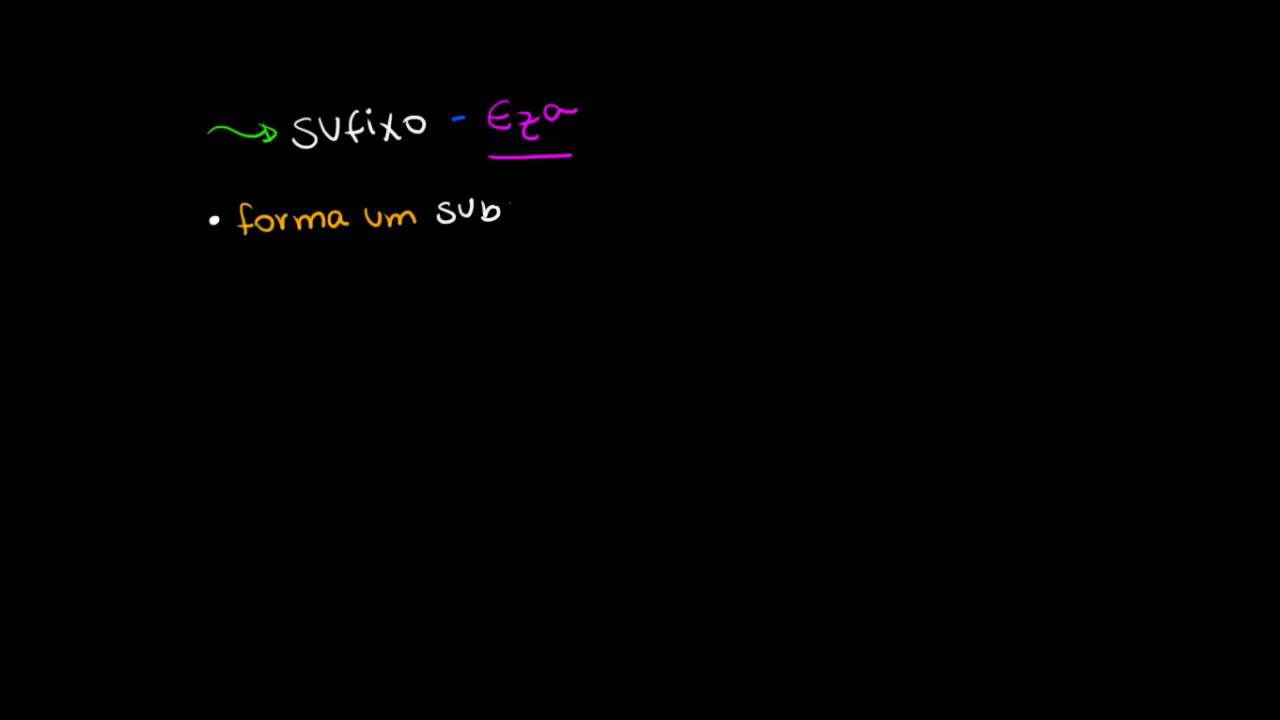 sufixo - Eza
• forma um sub